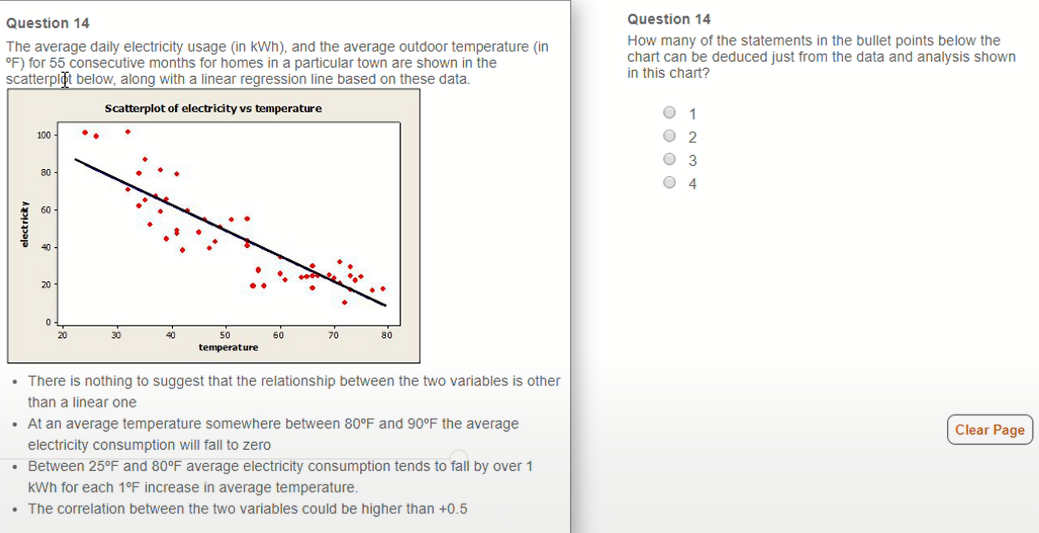 Question 14
The average daily electricity usage (in kWh), and the average outdoor temperature (in
ºF) for 55 consecutive months for homes in a particular town are shown in the
scatterplot below, along with a linear regression line based on these data.
Scatterplot of electricity vs temperature
100
80
60
40
20
0
electricity
20 30 40 50 60 70 80
temperature
• There is nothing to suggest that the relationship between the two variables is other
than a linear one
• At an average temperature somewhere between 80ºF and 90ºF the average
electricity consumption will fall to zero
• Between 25ºF and 80ºF average electricity consumption tends to fall by over 1
kWh for each 1ºF increase in average temperature.
• The correlation between the two variables could be higher than +0.5
Question 14
How many of the statements in the bullet points below the
chart can be deduced just from the data and analysis shown
in this chart?
1
2
3
4
Clear Page